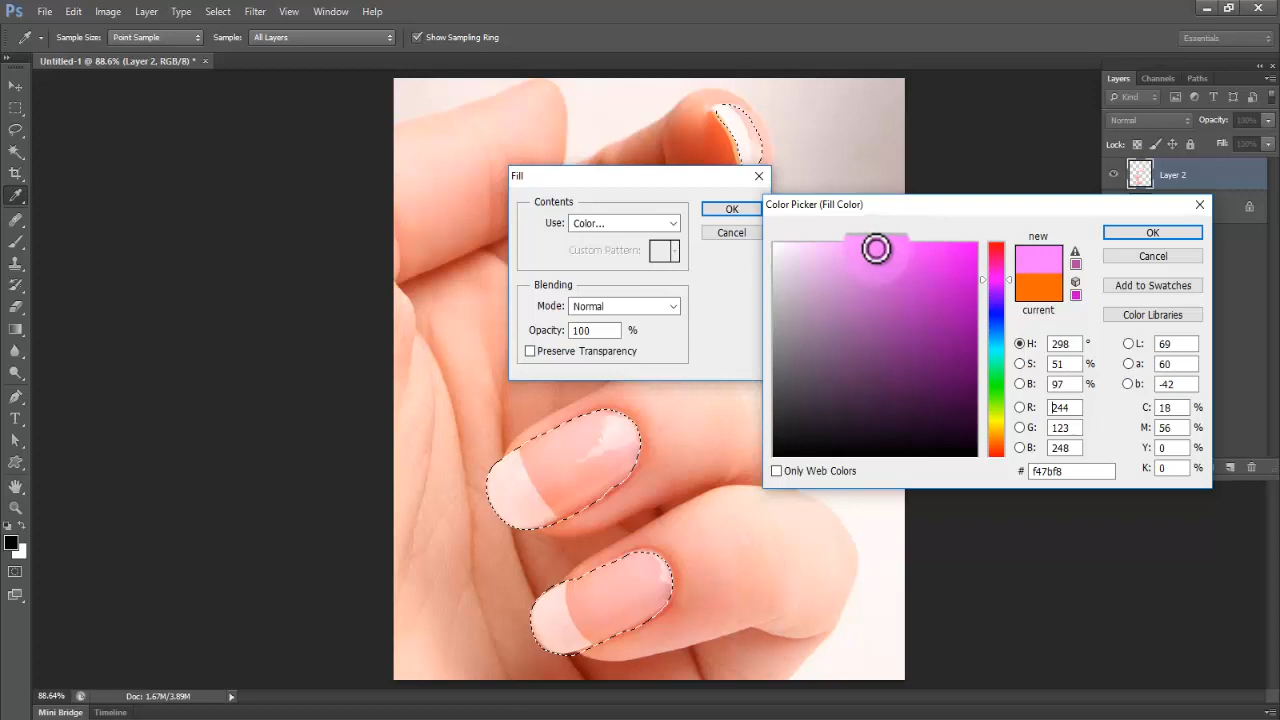 Ps File Edit Image Layer Type Select Filter View Window Help
Sample Size: Point Sample Sample: All Layers Show Sampling Ring Essentials
Untitled-1 @ 88.6% (Layer 2, RGB/8) * ×
Layers Channels Paths
Kind
Normal Opacity: 100%
Lock: Fill: 100%
Layer 2
Fill
Contents
Use: Color...
Custom Pattern:
Blending
Mode: Normal
Opacity: 100 %
Preserve Transparency
OK
Cancel
Color Picker (Fill Color)
new
current
OK
Cancel
Add to Swatches
Color Libraries
H: 298 ° L: 69
S: 51 % a: 60
B: 97 % b: -42
R: 244 C: 18 %
G: 123 M: 56 %
B: 248 Y: 0 %
K: 0 %
Only Web Colors # f47bf8
88.64% Doc: 1.67M/3.89M
Mini Bridge Timeline